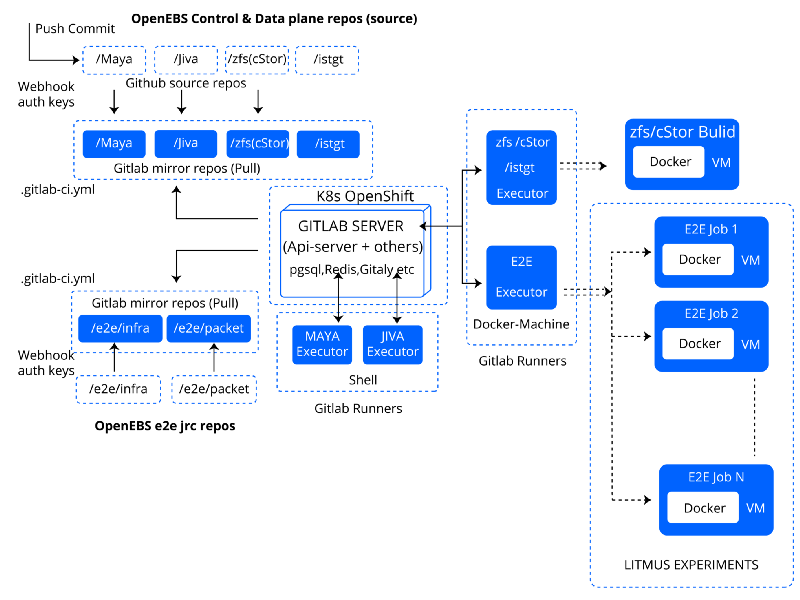 OpenEBS Control & Data plane repos (source)
Push Commit
/Maya
/Jiva
/zfs(cStor)
/istgt
Github source repos
Webhook
auth keys
/Maya
/Jiva
/zfs(cStor)
/istgt
Gitlab mirror repos (Pull)
.gitlab-ci.yml
K8s OpenShift
GITLAB SERVER
(Api-server + others)
pgsql,Redis,Gitaly etc
.gitlab-ci.yml
Gitlab mirror repos (Pull)
/e2e/infra
/e2e/packet
Webhook
auth keys
/e2e/infra
/e2e/packet
OpenEBS e2e jrc repos
MAYA
Executor
JIVA
Executor
Shell
Gitlab Runners
zfs /cStor
/istgt
Executor
E2E
Executor
Docker-Machine
Gitlab Runners
zfs/cStor Bulid
Docker
VM
E2E Job 1
Docker
VM
E2E Job 2
Docker
VM
E2E Job N
Docker
VM
LITMUS EXPERIMENTS